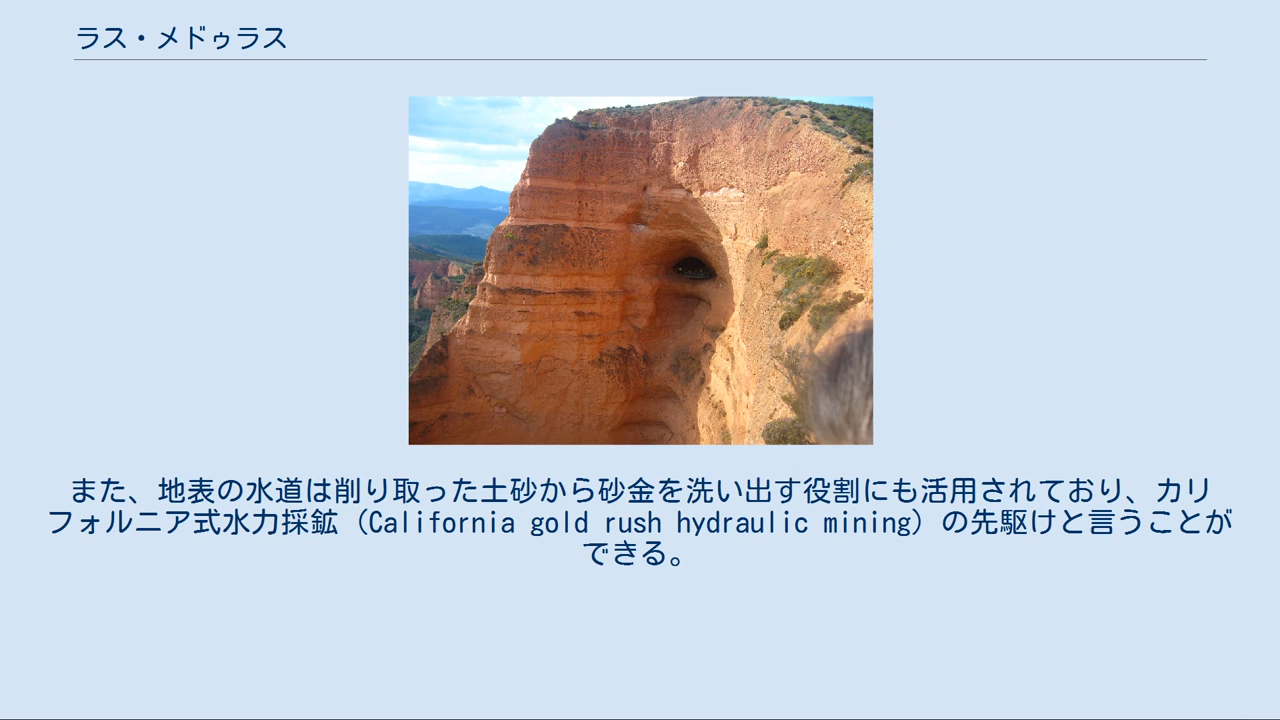 ラス・メドゥラス
また、地表の水道は削り取った土砂から砂金を洗い出す役割にも活用されており、カリ
フォルニア式水力採鉱（California gold rush hydraulic mining）の先駆けと言うことが
できる。